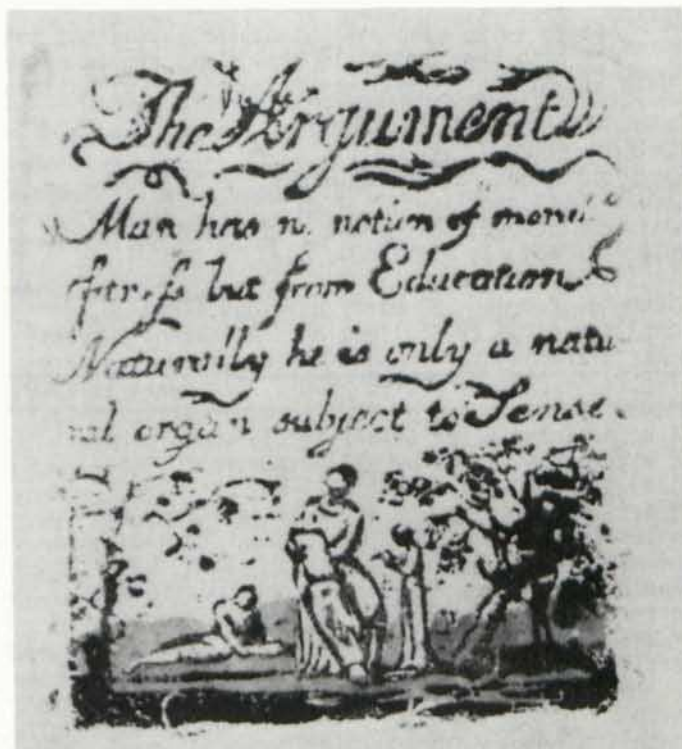 The Argument
Man has no notion of moral
fitneſs but from Education
Naturally he is only a natu
ral organ subject to Sense.